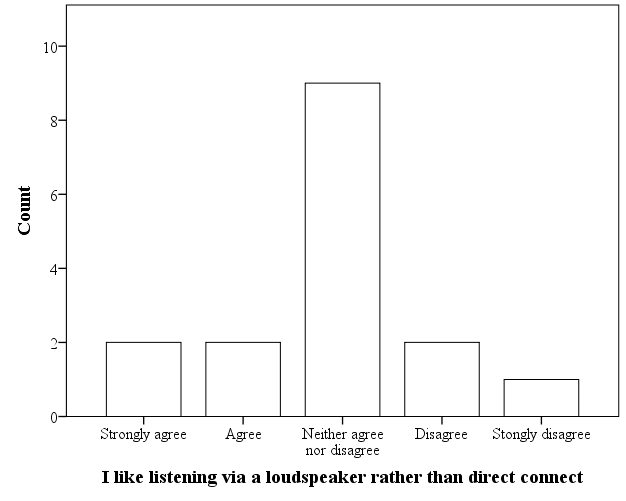 10
8
6
4
2
0
Count
Strongly agree
Agree
Neither agree
nor disagree
Disagree
Stongly disagree
I like listening via a loudspeaker rather than direct connect